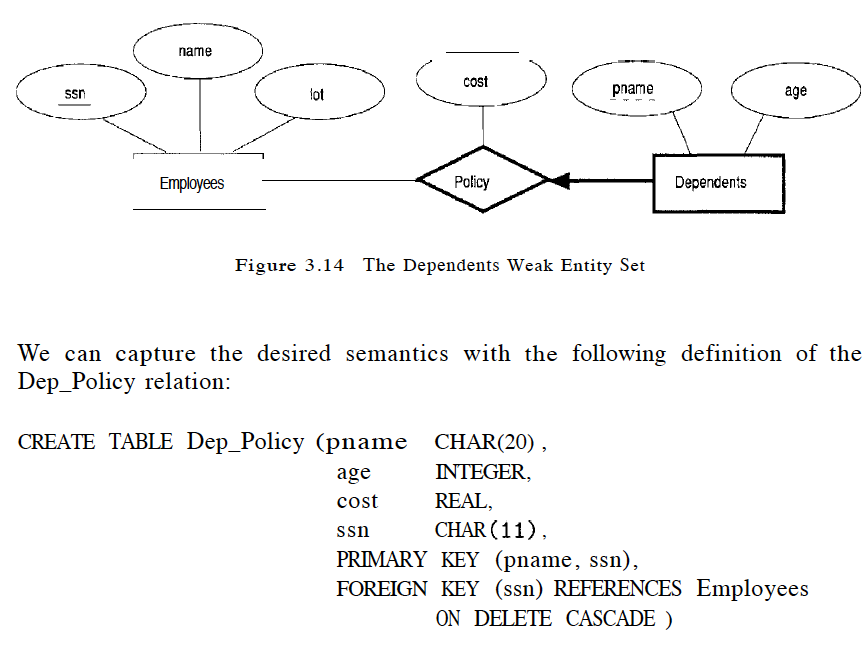 name
ssn
lot
cost
pname
age
Employees
Policy
Dependents
Figure 3.14 The Dependents Weak Entity Set
We can capture the desired semantics with the following definition of the
Dep_Policy relation:
CREATE TABLE Dep_Policy (pname CHAR(20) ,
age INTEGER,
cost REAL,
ssn CHAR(11) ,
PRIMARY KEY (pname, ssn),
FOREIGN KEY (ssn) REFERENCES Employees
ON DELETE CASCADE )